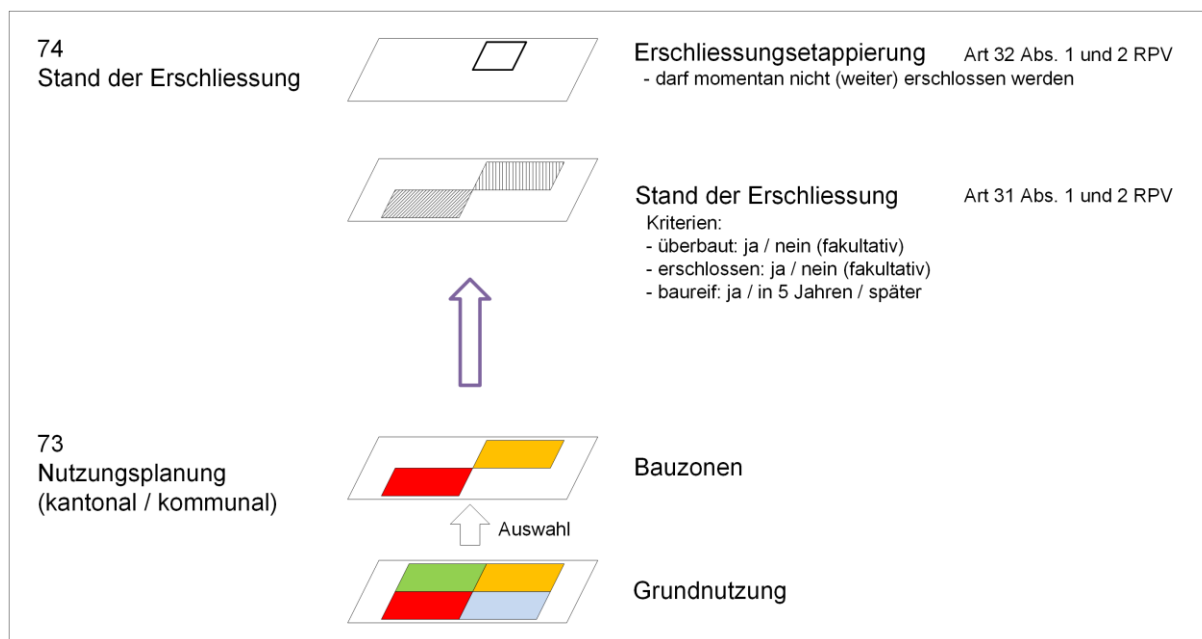 74
Stand der Erschliessung
Erschliessungsetappierung Art 32 Abs. 1 und 2 RPV
- darf momentan nicht (weiter) erschlossen werden
Stand der Erschliessung Art 31 Abs. 1 und 2 RPV
Kriterien:
- überbaut: ja / nein (fakultativ)
- erschlossen: ja / nein (fakultativ)
- baureif: ja / in 5 Jahren / später
73
Nutzungsplanung
(kantonal / kommunal)
Bauzonen
Auswahl
Grundnutzung